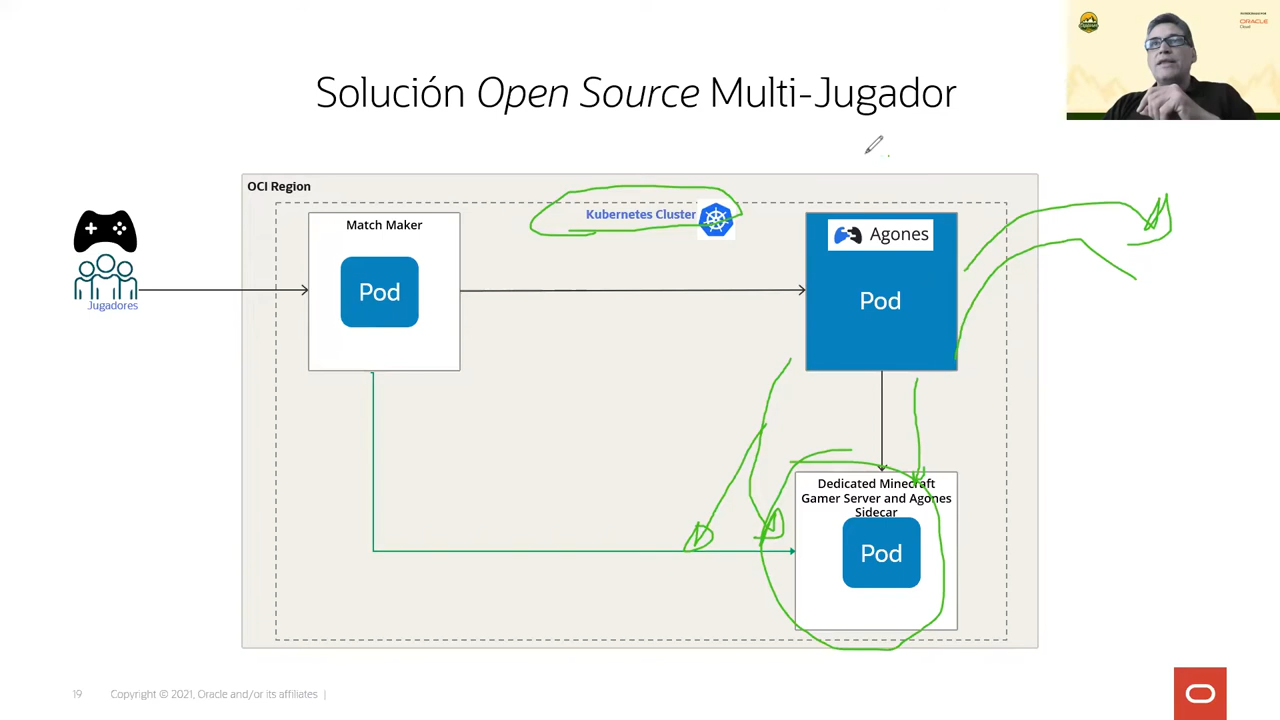 Solución Open Source Multi-Jugador
ORACLE
Cloud
OCI Region
Kubernetes Cluster
Match Maker
Pod
Agones
Pod
Jugadores
Dedicated Minecraft
Gamer Server and Agones
Sidecar
Pod
19 Copyright © 2021, Oracle and/or its affiliates |